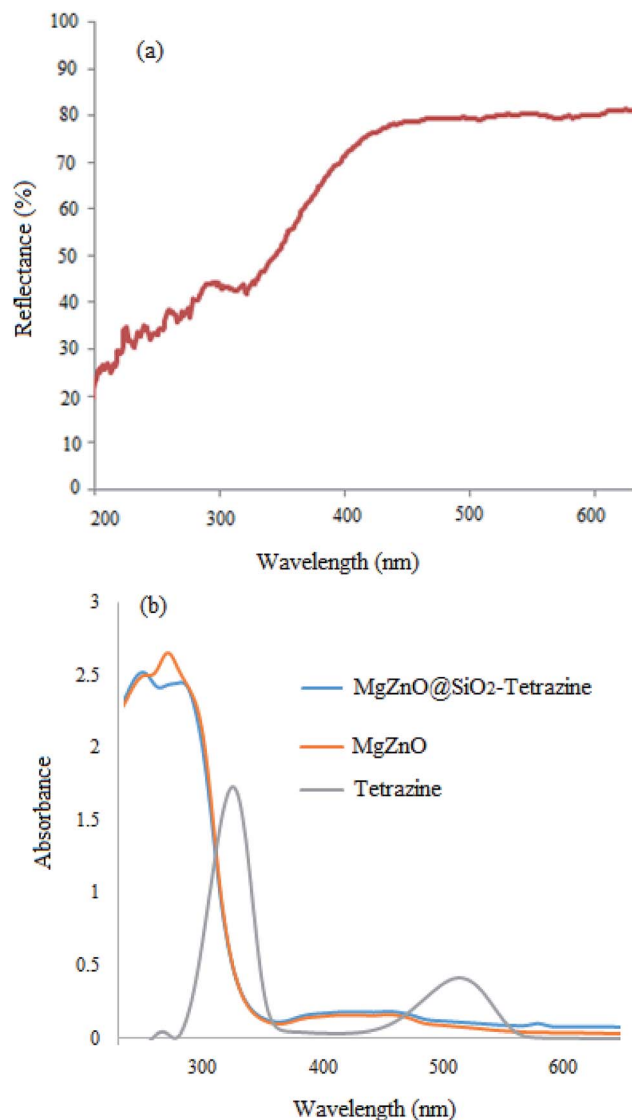 (a)
100
90
80
70
60
50
40
30
20
10
0
Reflectance (%)
200 300 400 500 600
Wavelength (nm)
(b)
3
2.5
2
1.5
1
0.5
0
Absorbance
MgZnO@SiO₂-Tetrazine
MgZnO
Tetrazine
300 400 500 600
Wavelength (nm)